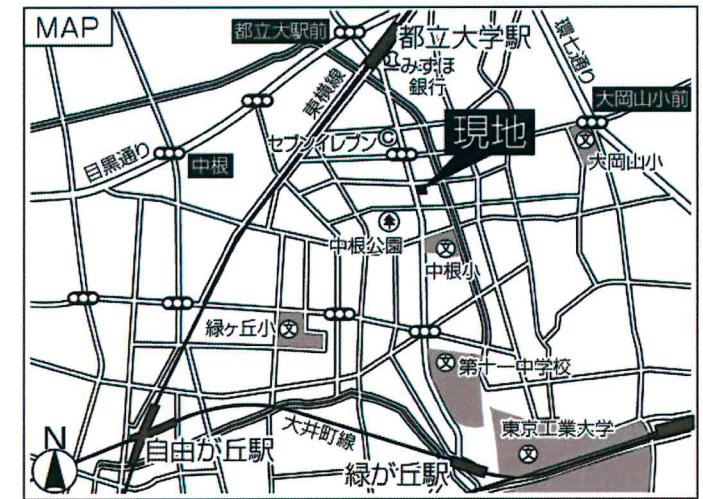 MAP
都立大駅前
都立大学駅
みずほ
銀行
環七通り
東横線
大岡山小前
現地
セブンイレブン
目黒通り
中根
大岡山小
中根公園
中根小
緑ヶ丘小
第十一中学校
東京工業大学
大井町線
N
自由が丘駅
緑が丘駅